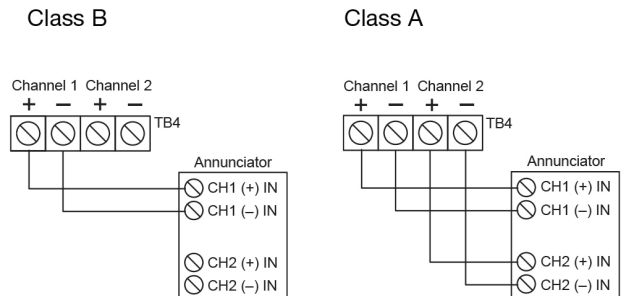 Class B
Class A
Channel 1 Channel 2
+ – + –
TB4
Annunciator
CH1 (+) IN
CH1 (–) IN
CH2 (+) IN
CH2 (–) IN
Channel 1 Channel 2
+ – + –
TB4
Annunciator
CH1 (+) IN
CH1 (–) IN
CH2 (+) IN
CH2 (–) IN